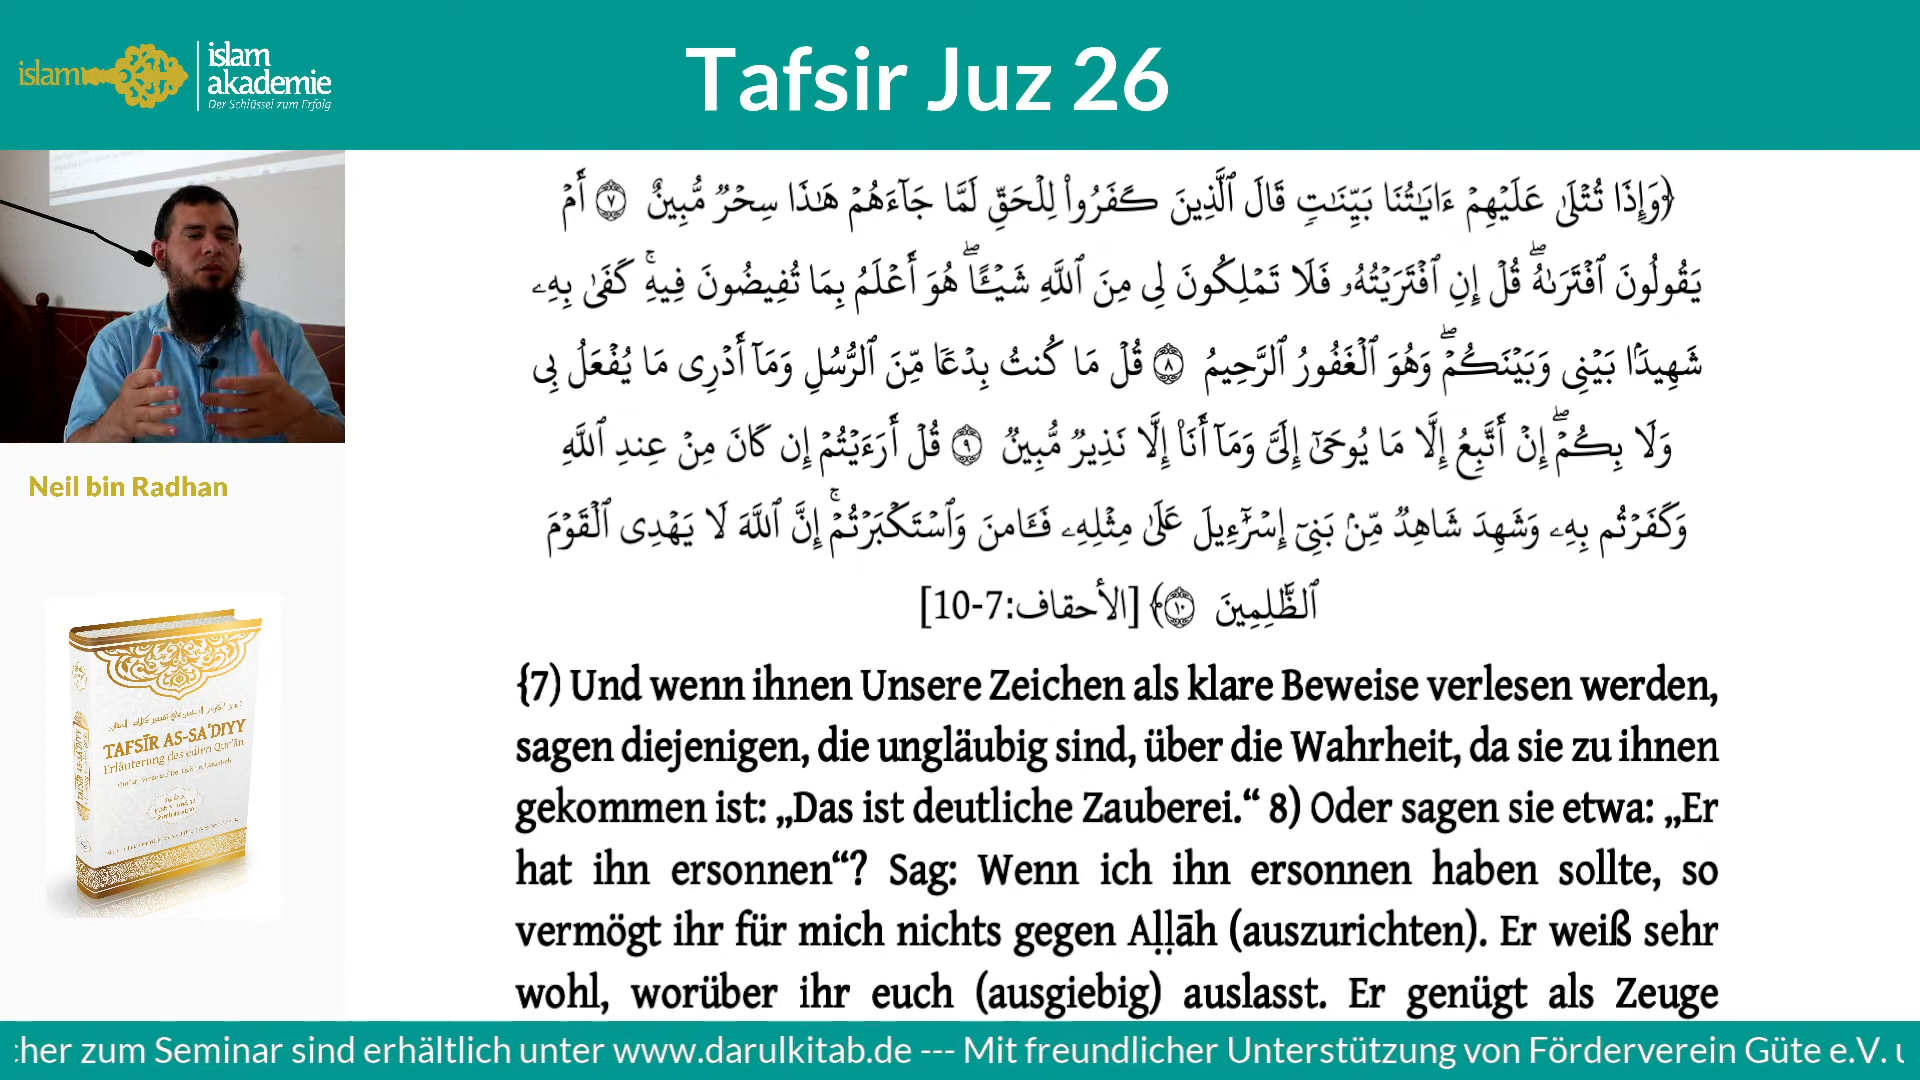 islam
islam
akademie
Der Schlüssel zum Erfolg
Tafsir Juz 26
﴿وَإِذَا تُتْلَىٰ عَلَيْهِمْ ءَايَـٰتُنَا بَيِّنَـٰتٍ قَالَ ٱلَّذِينَ كَفَرُوا۟ لِلْحَقِّ لَمَّا جَآءَهُمْ هَـٰذَا سِحْرٌ مُّبِينٌ ٧ أَمْ
يَقُولُونَ ٱفْتَرَىٰهُ ۖ قُلْ إِنِ ٱفْتَرَيْتُهُۥ فَلَا تَمْلِكُونَ لِى مِنَ ٱللَّهِ شَيْـًٔا ۖ هُوَ أَعْلَمُ بِمَا تُفِيضُونَ فِيهِ ۚ كَفَىٰ بِهِۦ
شَهِيدًۢا بَيْنِى وَبَيْنَكُمْ ۖ وَهُوَ ٱلْغَفُورُ ٱلرَّحِيمُ ٨ قُلْ مَا كُنتُ بِدْعًا مِّنَ ٱلرُّسُلِ وَمَآ أَدْرِى مَا يُفْعَلُ بِى
وَلَا بِكُمْ ۖ إِنْ أَتَّبِعُ إِلَّا مَا يُوحَىٰٓ إِلَىَّ وَمَآ أَنَا۠ إِلَّا نَذِيرٌ مُّبِينٌ ٩ قُلْ أَرَءَيْتُمْ إِن كَانَ مِنْ عِندِ ٱللَّهِ
وَكَفَرْتُم بِهِۦ وَشَهِدَ شَاهِدٌ مِّنۢ بَنِىٓ إِسْرَٰٓءِيلَ عَلَىٰ مِثْلِهِۦ فَـَٔامَنَ وَٱسْتَكْبَرْتُمْ ۚ إِنَّ ٱللَّهَ لَا يَهْدِى ٱلْقَوْمَ
ٱلظَّـٰلِمِينَ ١٠﴾ [الأحقاف:7-10]
{7) Und wenn ihnen Unsere Zeichen als klare Beweise verlesen werden,
sagen diejenigen, die ungläubig sind, über die Wahrheit, da sie zu ihnen
gekommen ist: „Das ist deutliche Zauberei.“ 8) Oder sagen sie etwa: „Er
hat ihn ersonnen“? Sag: Wenn ich ihn ersonnen haben sollte, so
vermögt ihr für mich nichts gegen Aḷḷāh (auszurichten). Er weiß sehr
wohl, worüber ihr euch (ausgiebig) auslasst. Er genügt als Zeuge
Neil bin Radhan
TAFSĪR AS-SAʿDIYY
Erläuterung des edlen Qurʾān
her zum Seminar sind erhältlich unter www.darulkitab.de --- Mit freundlicher Unterstützung von Förderverein Güte e.V. u